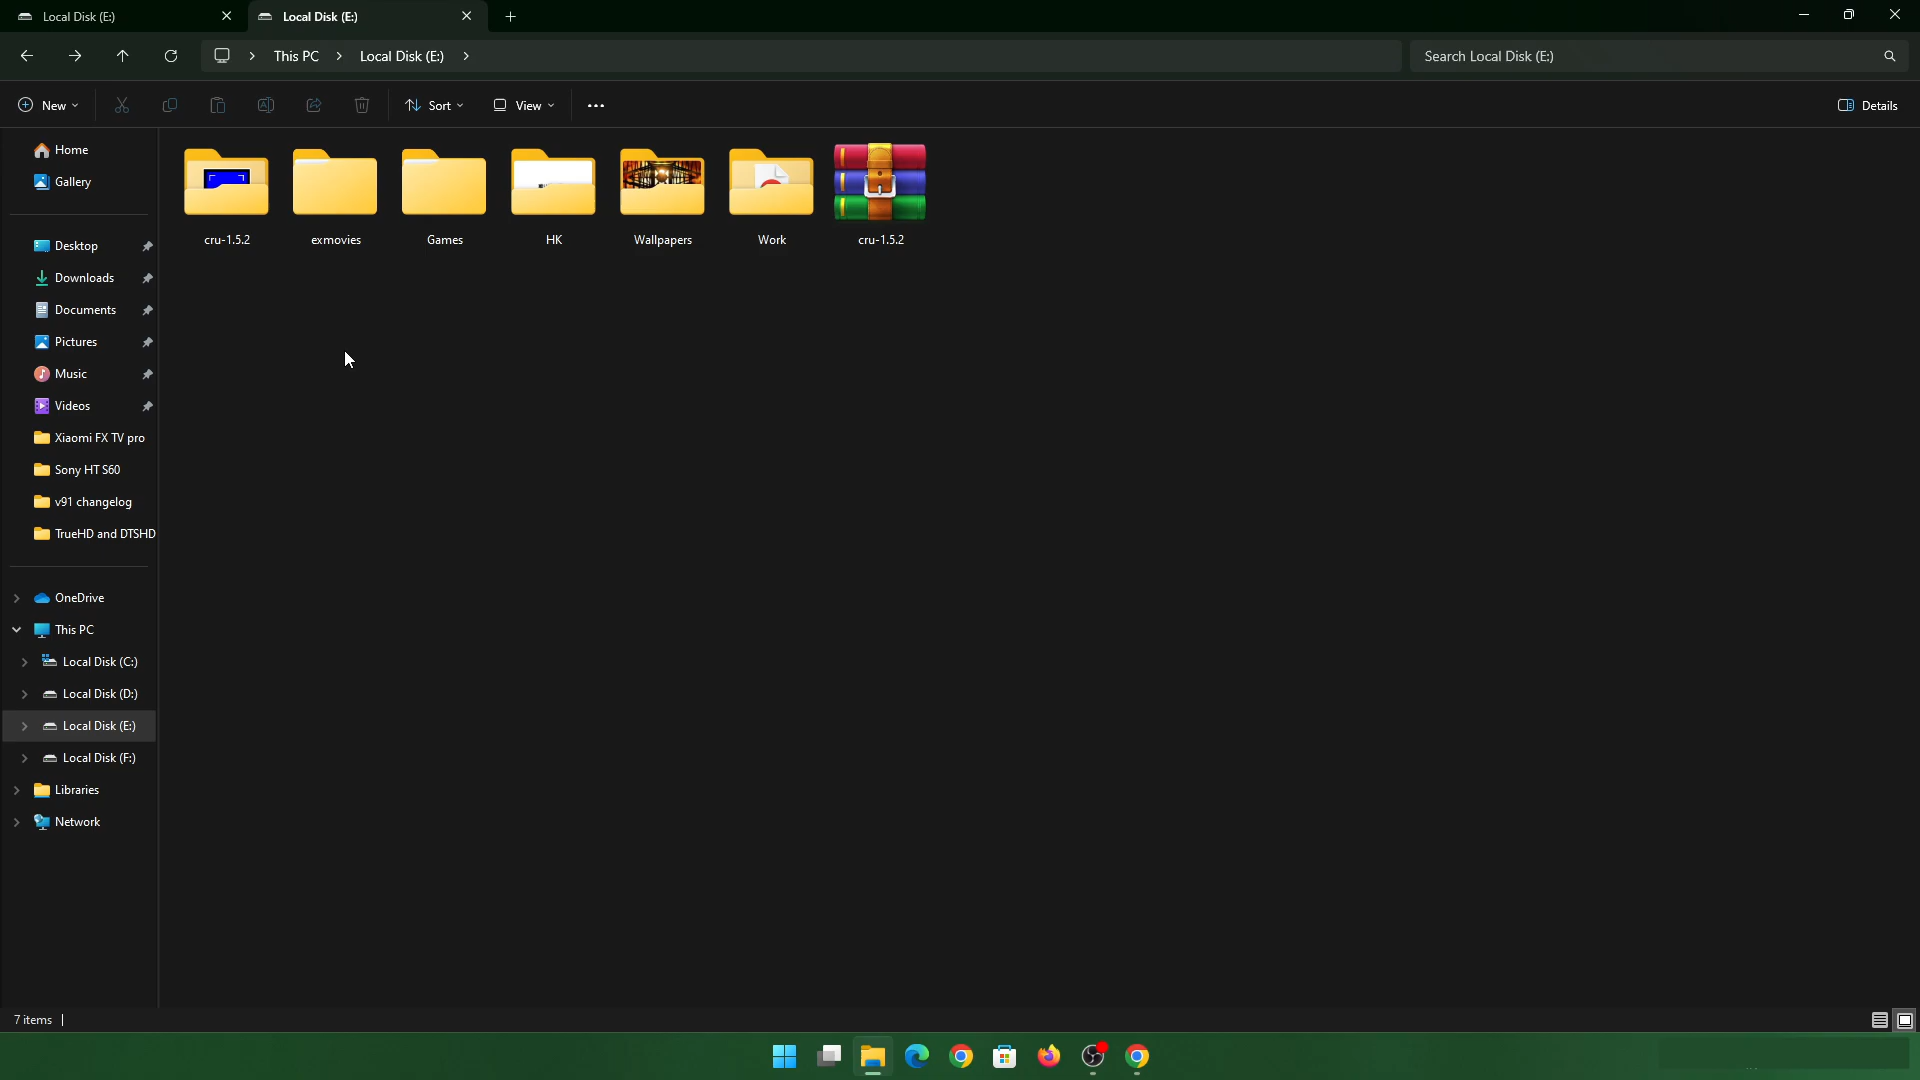 Local Disk (E:)
Local Disk (E:)
This PC
Local Disk (E:)
Search Local Disk (E:)
New
Sort
View
Details
Home
Gallery
Desktop
Downloads
Documents
Pictures
Music
Videos
Xiaomi FX TV pro
Sony HT S60
v91 changelog
TrueHD and DTSHD
OneDrive
This PC
Local Disk (C:)
Local Disk (D:)
Local Disk (E:)
Local Disk (F:)
Libraries
Network
cru-1.5.2
exmovies
Games
HK
Wallpapers
Work
cru-1.5.2
7 items